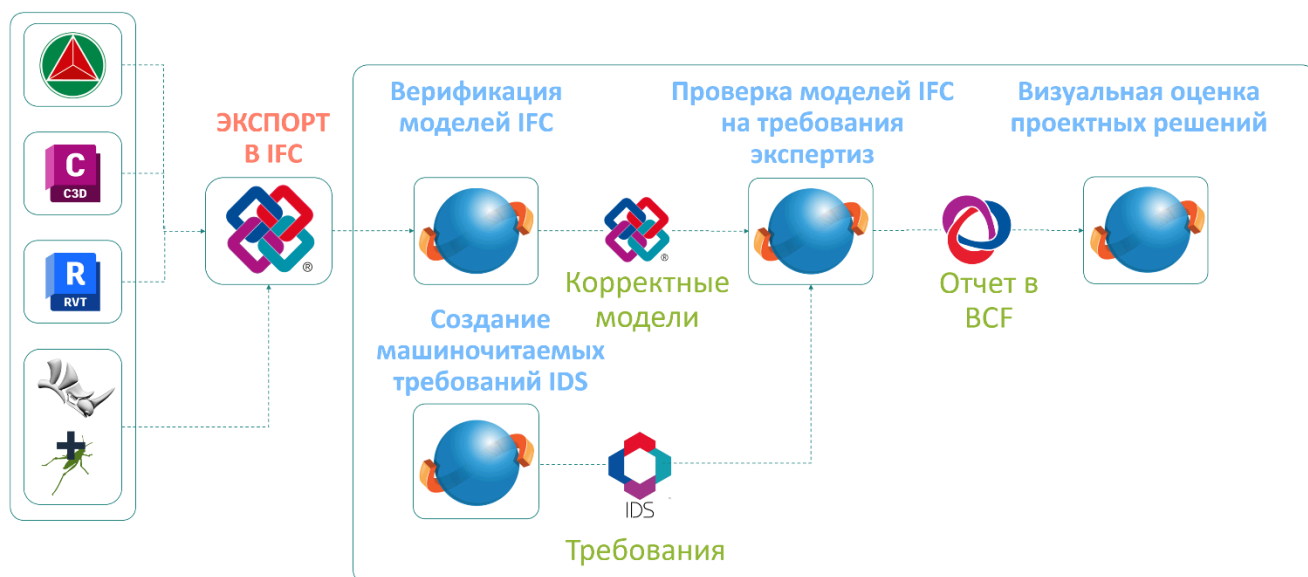 C
C3D
R
RVT
ЭКСПОРТ
В IFC
®
Верификация
моделей IFC
®
Корректные
модели
Проверка моделей IFC
на требования
экспертиз
Отчет в
BCF
Визуальная оценка
проектных решений
Создание
машиночитаемых
требований IDS
IDS
Требования